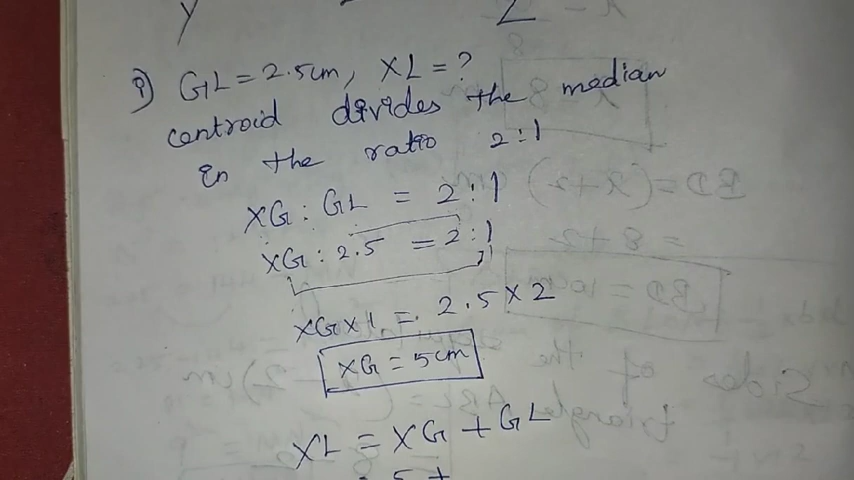 y
i) GL = 2.5cm, XL = ?
centroid divides the median
in the ratio 2:1
XG : GL = 2 : 1
XG : 2.5 = 2 : 1
XG x 1 = 2.5 x 2
XG = 5cm
XL = XG + GL